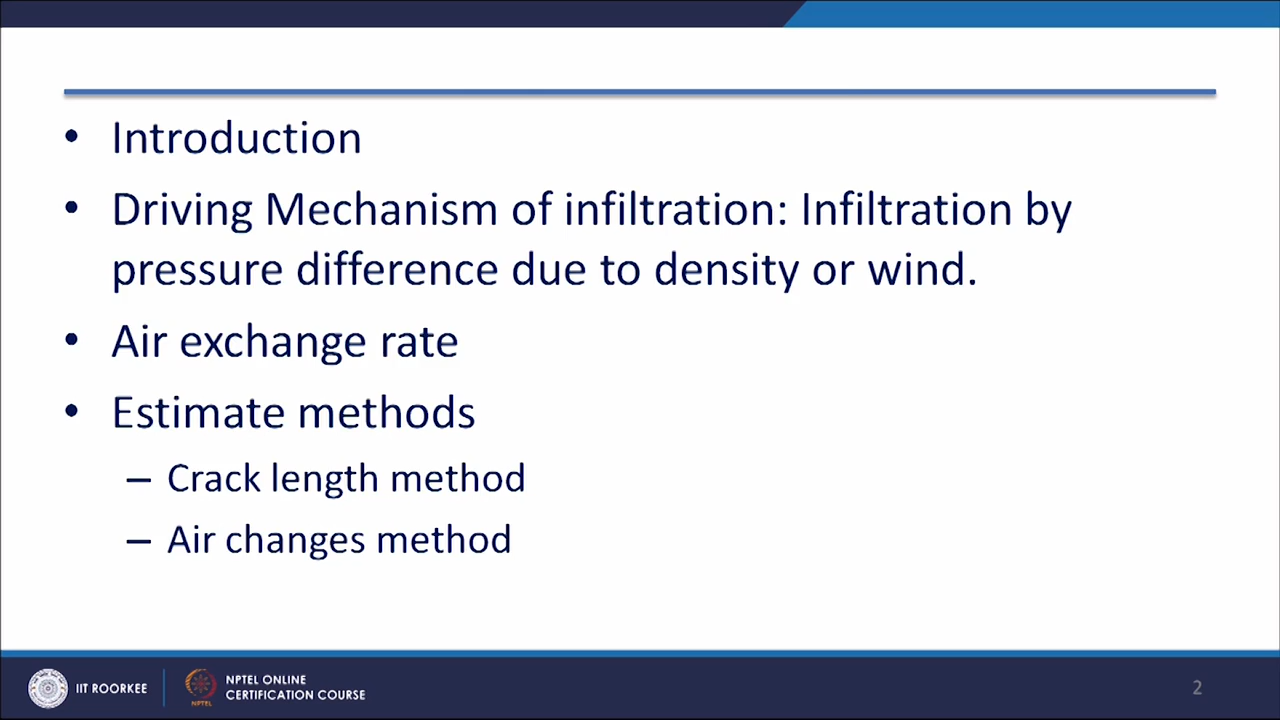 • Introduction
• Driving Mechanism of infiltration: Infiltration by
pressure difference due to density or wind.
• Air exchange rate
• Estimate methods
– Crack length method
– Air changes method
IIT ROORKEE
NPTEL
NPTEL ONLINE
CERTIFICATION COURSE
2